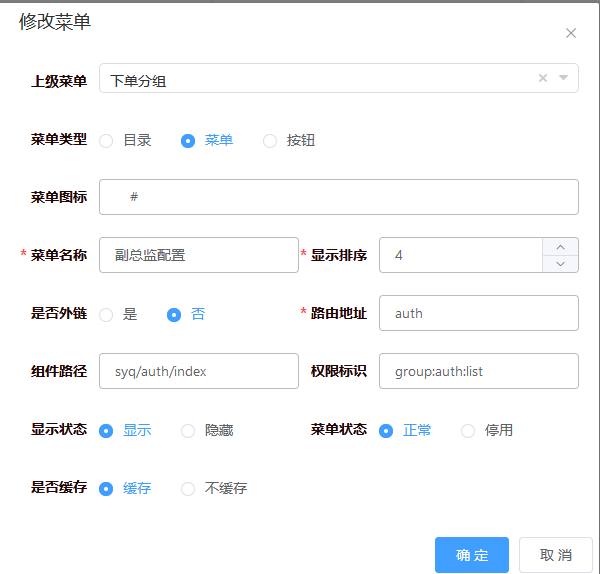 修改菜单
上级菜单 下单分组
菜单类型 目录 菜单 按钮
菜单图标 #
* 菜单名称 副总监配置 * 显示排序 4
是否外链 是 否 * 路由地址 auth
组件路径 syq/auth/index 权限标识 group:auth:list
显示状态 显示 隐藏 菜单状态 正常 停用
是否缓存 缓存 不缓存
确 定 取 消